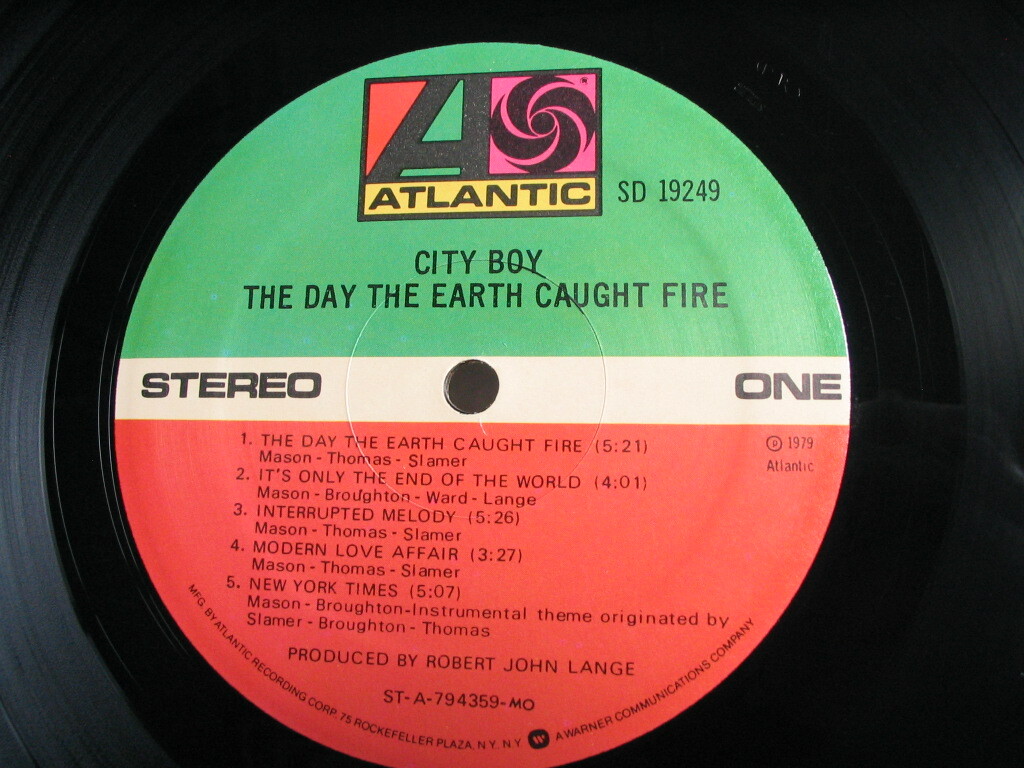 ATLANTIC
SD 19249
CITY BOY
THE DAY THE EARTH CAUGHT FIRE
STEREO
ONE
1. THE DAY THE EARTH CAUGHT FIRE (5:21)
Mason - Thomas - Slamer
2. IT'S ONLY THE END OF THE WORLD (4:01)
Mason - Broughton - Ward - Lange
3. INTERRUPTED MELODY (5:26)
Mason - Thomas - Slamer
4. MODERN LOVE AFFAIR (3:27)
Mason - Thomas - Slamer
5. NEW YORK TIMES (5:07)
Mason - Broughton-Instrumental theme originated by
Slamer - Broughton - Thomas
℗ 1979
Atlantic
PRODUCED BY ROBERT JOHN LANGE
ST-A-794359-MO
MFG. BY ATLANTIC RECORDING CORP. 75 ROCKEFELLER PLAZA, N.Y. N.Y. A WARNER COMMUNICATIONS COMPANY